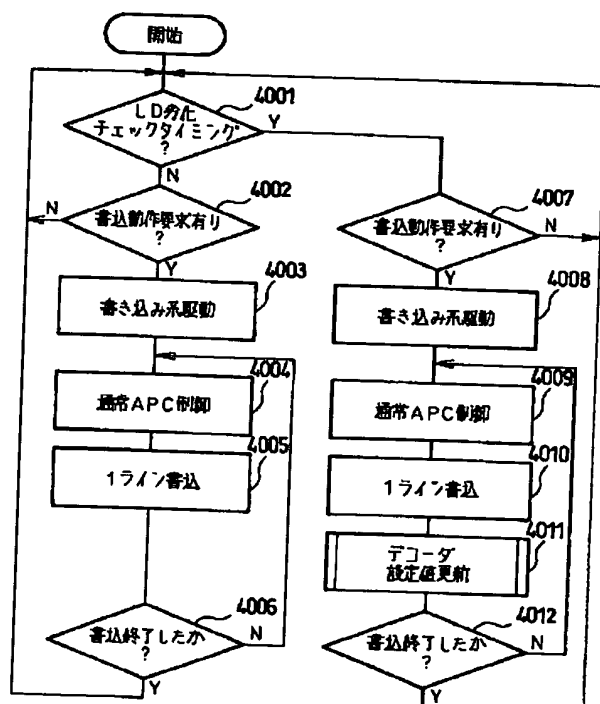 開始
LD劣化
チェックタイミング
?
4001
Y
N
4002
書込動作要求有り
?
N
Y
4003
書き込み系駆動
4004
通常APC制御
4005
1ライン書込
4006
書込終了したか
?
N
Y
4007
書込動作要求有り
?
N
Y
4008
書き込み系駆動
4009
通常APC制御
4010
1ライン書込
4011
デコーダ
設定値更新
4012
書込終了したか
?
N
Y